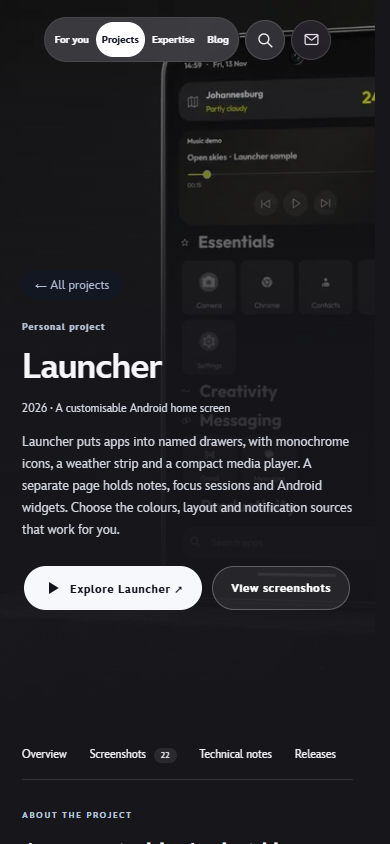 For you
Projects
Expertise
Blog
14:59 · Fri, 13 Nov
Johannesburg
Partly cloudy
24
Music demo
Open skies · Launcher sample
00:15
Essentials
Camera
Chrome
Contacts
Settings
Creativity
Messaging
Search apps
← All projects
Personal project
Launcher
2026 · A customisable Android home screen
Launcher puts apps into named drawers, with monochrome
icons, a weather strip and a compact media player. A
separate page holds notes, focus sessions and Android
widgets. Choose the colours, layout and notification sources
that work for you.
Explore Launcher ↗
View screenshots
Overview
Screenshots 22
Technical notes
Releases
ABOUT THE PROJECT